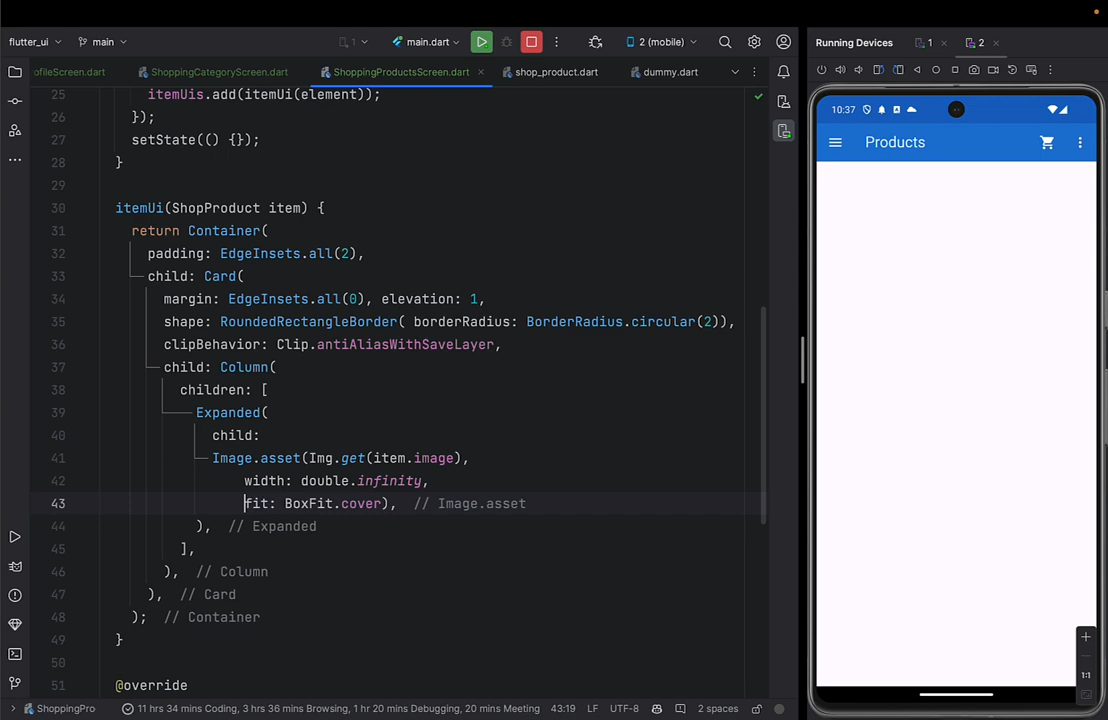 flutter_ui
main
1
main.dart
2 (mobile)
Running Devices
1
2
ofileScreen.dart
ShoppingCategoryScreen.dart
ShoppingProductsScreen.dart
shop_product.dart
dummy.dart
25 itemUis.add(itemUi(element));
26 });
27 setState(() {});
28 }
29
30 itemUi(ShopProduct item) {
31 return Container(
32 padding: EdgeInsets.all(2),
33 child: Card(
34 margin: EdgeInsets.all(0), elevation: 1,
35 shape: RoundedRectangleBorder( borderRadius: BorderRadius.circular(2)),
36 clipBehavior: Clip.antiAliasWithSaveLayer,
37 child: Column(
38 children: [
39 Expanded(
40 child:
41 Image.asset(Img.get(item.image),
42 width: double.infinity,
43 fit: BoxFit.cover), // Image.asset
44 ), // Expanded
45 ],
46 ), // Column
47 ), // Card
48 ); // Container
49 }
50
51 @override
10:37
Products
1:1
ShoppingPro
11 hrs 34 mins Coding, 3 hrs 36 mins Browsing, 1 hr 20 mins Debugging, 20 mins Meeting
43:19
LF
UTF-8
2 spaces